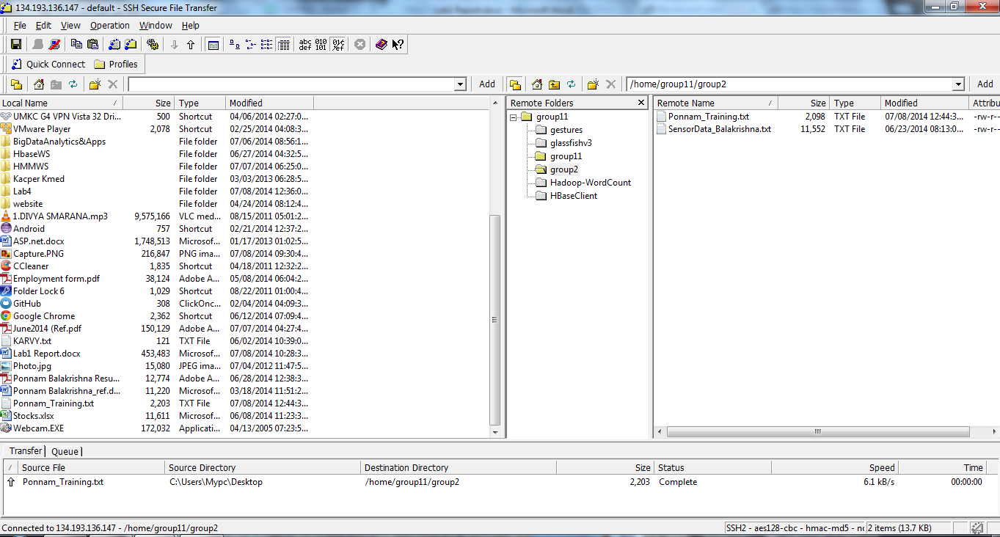 134.193.136.147 - default - SSH Secure File Transfer
File Edit View Operation Window Help
abc def 010 101
Quick Connect Profiles
Add /home/group11/group2 Add
Local Name / Size Type Modified
UMKC G4 VPN Vista 32 Dri... 500 Shortcut 04/06/2014 02:27:0...
VMware Player 2,078 Shortcut 02/25/2014 04:08:3...
BigDataAnalytics&Apps File folder 07/06/2014 08:56:1...
HbaseWS File folder 06/27/2014 04:32:5...
HMMWS File folder 07/07/2014 06:25:0...
Kacper Kmed File folder 03/03/2013 06:28:5...
Lab4 File folder 07/08/2014 12:36:0...
website File folder 04/24/2014 08:12:4...
1.DIVYA SMARANA.mp3 9,575,166 VLC med... 08/15/2011 05:01:2...
Android 757 Shortcut 02/21/2014 12:37:2...
ASP.net.docx 1,748,513 Microsof... 01/17/2013 01:02:5...
Capture.PNG 216,847 PNG ima... 07/08/2014 09:30:4...
CCleaner 1,835 Shortcut 04/18/2011 12:32:2...
Employment form.pdf 38,124 Adobe A... 05/08/2014 06:04:2...
Folder Lock 6 1,029 Shortcut 08/22/2011 01:00:4...
GitHub 308 ClickOnc... 02/04/2014 04:09:3...
Google Chrome 2,362 Shortcut 06/12/2014 07:09:4...
June2014 (Ref.pdf 150,129 Adobe A... 07/07/2014 04:27:4...
KARVY.txt 121 TXT File 06/02/2014 10:39:0...
Lab1 Report.docx 453,483 Microsof... 07/08/2014 10:28:3...
Photo.jpg 15,080 JPEG ima... 07/04/2012 11:47:5...
Ponnam Balakrishna Resu... 12,774 Adobe A... 06/28/2014 12:38:3...
Ponnam Balakrishna_ref.d... 11,220 Microsof... 03/18/2014 11:51:2...
Ponnam_Training.txt 2,203 TXT File 07/08/2014 12:44:3...
Stocks.xlsx 11,611 Microsof... 06/08/2014 11:23:3...
Webcam.EXE 172,032 Applicati... 04/13/2005 07:23:5...
Remote Folders
group11
gestures
glassfishv3
group11
group2
Hadoop-WordCount
HBaseClient
Remote Name / Size Type Modified Attribu
Ponnam_Training.txt 2,098 TXT File 07/08/2014 12:44:3... -rw-r--
SensorData_Balakrishna.txt 11,552 TXT File 06/23/2014 08:13:0... -rw-r--
Transfer Queue
/ Source File Source Directory Destination Directory Size Status Speed Time
Ponnam_Training.txt C:\Users\Mypc\Desktop /home/group11/group2 2,203 Complete 6.1 kB/s 00:00:00
Connected to 134.193.136.147 - /home/group11/group2 SSH2 - aes128-cbc - hmac-md5 - 2 items (13.7 KB)